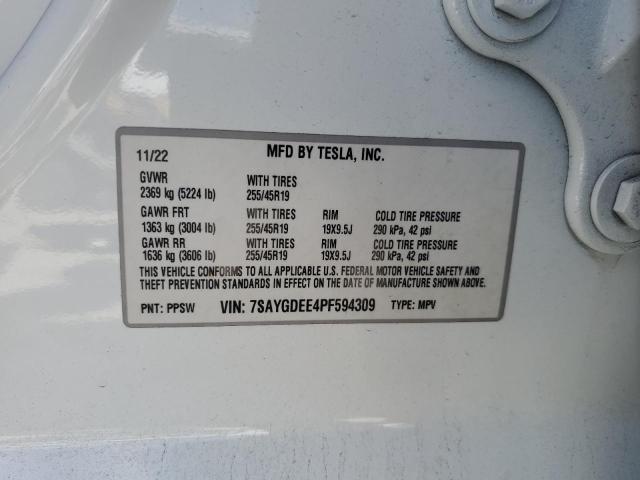 11/22 MFD BY TESLA, INC.
GVWR WITH TIRES
2369 kg (5224 lb) 255/45R19
GAWR FRT WITH TIRES RIM COLD TIRE PRESSURE
1363 kg (3004 lb) 255/45R19 19X9.5J 290 kPa, 42 psi
GAWR RR WITH TIRES RIM COLD TIRE PRESSURE
1636 kg (3606 lb) 255/45R19 19X9.5J 290 kPa, 42 psi
THIS VEHICLE CONFORMS TO ALL APPLICABLE U.S. FEDERAL MOTOR VEHICLE SAFETY AND
THEFT PREVENTION STANDARDS IN EFFECT ON THE DATE OF MANUFACTURE SHOWN ABOVE.
PNT: PPSW VIN: 7SAYGDEE4PF594309 TYPE: MPV